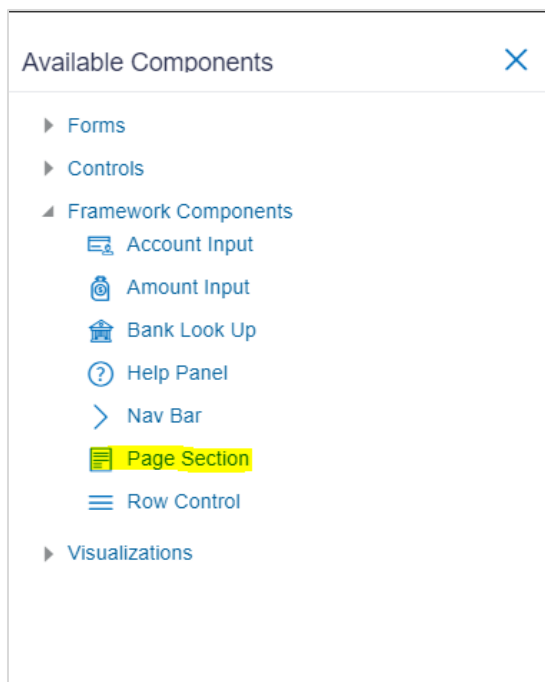 Available Components
Forms
Controls
Framework Components
Account Input
Amount Input
Bank Look Up
Help Panel
Nav Bar
Page Section
Row Control
Visualizations